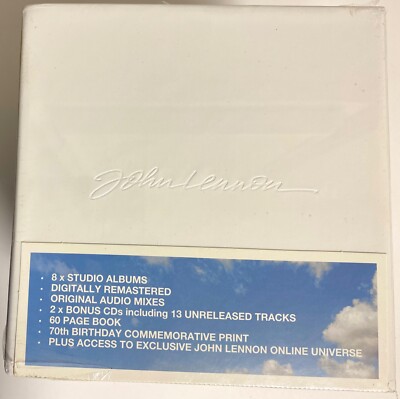 John Lennon
• 8 x STUDIO ALBUMS
• DIGITALLY REMASTERED
• ORIGINAL AUDIO MIXES
• 2 x BONUS CDs including 13 UNRELEASED TRACKS
• 60 PAGE BOOK
• 70th BIRTHDAY COMMEMORATIVE PRINT
• PLUS ACCESS TO EXCLUSIVE JOHN LENNON ONLINE UNIVERSE